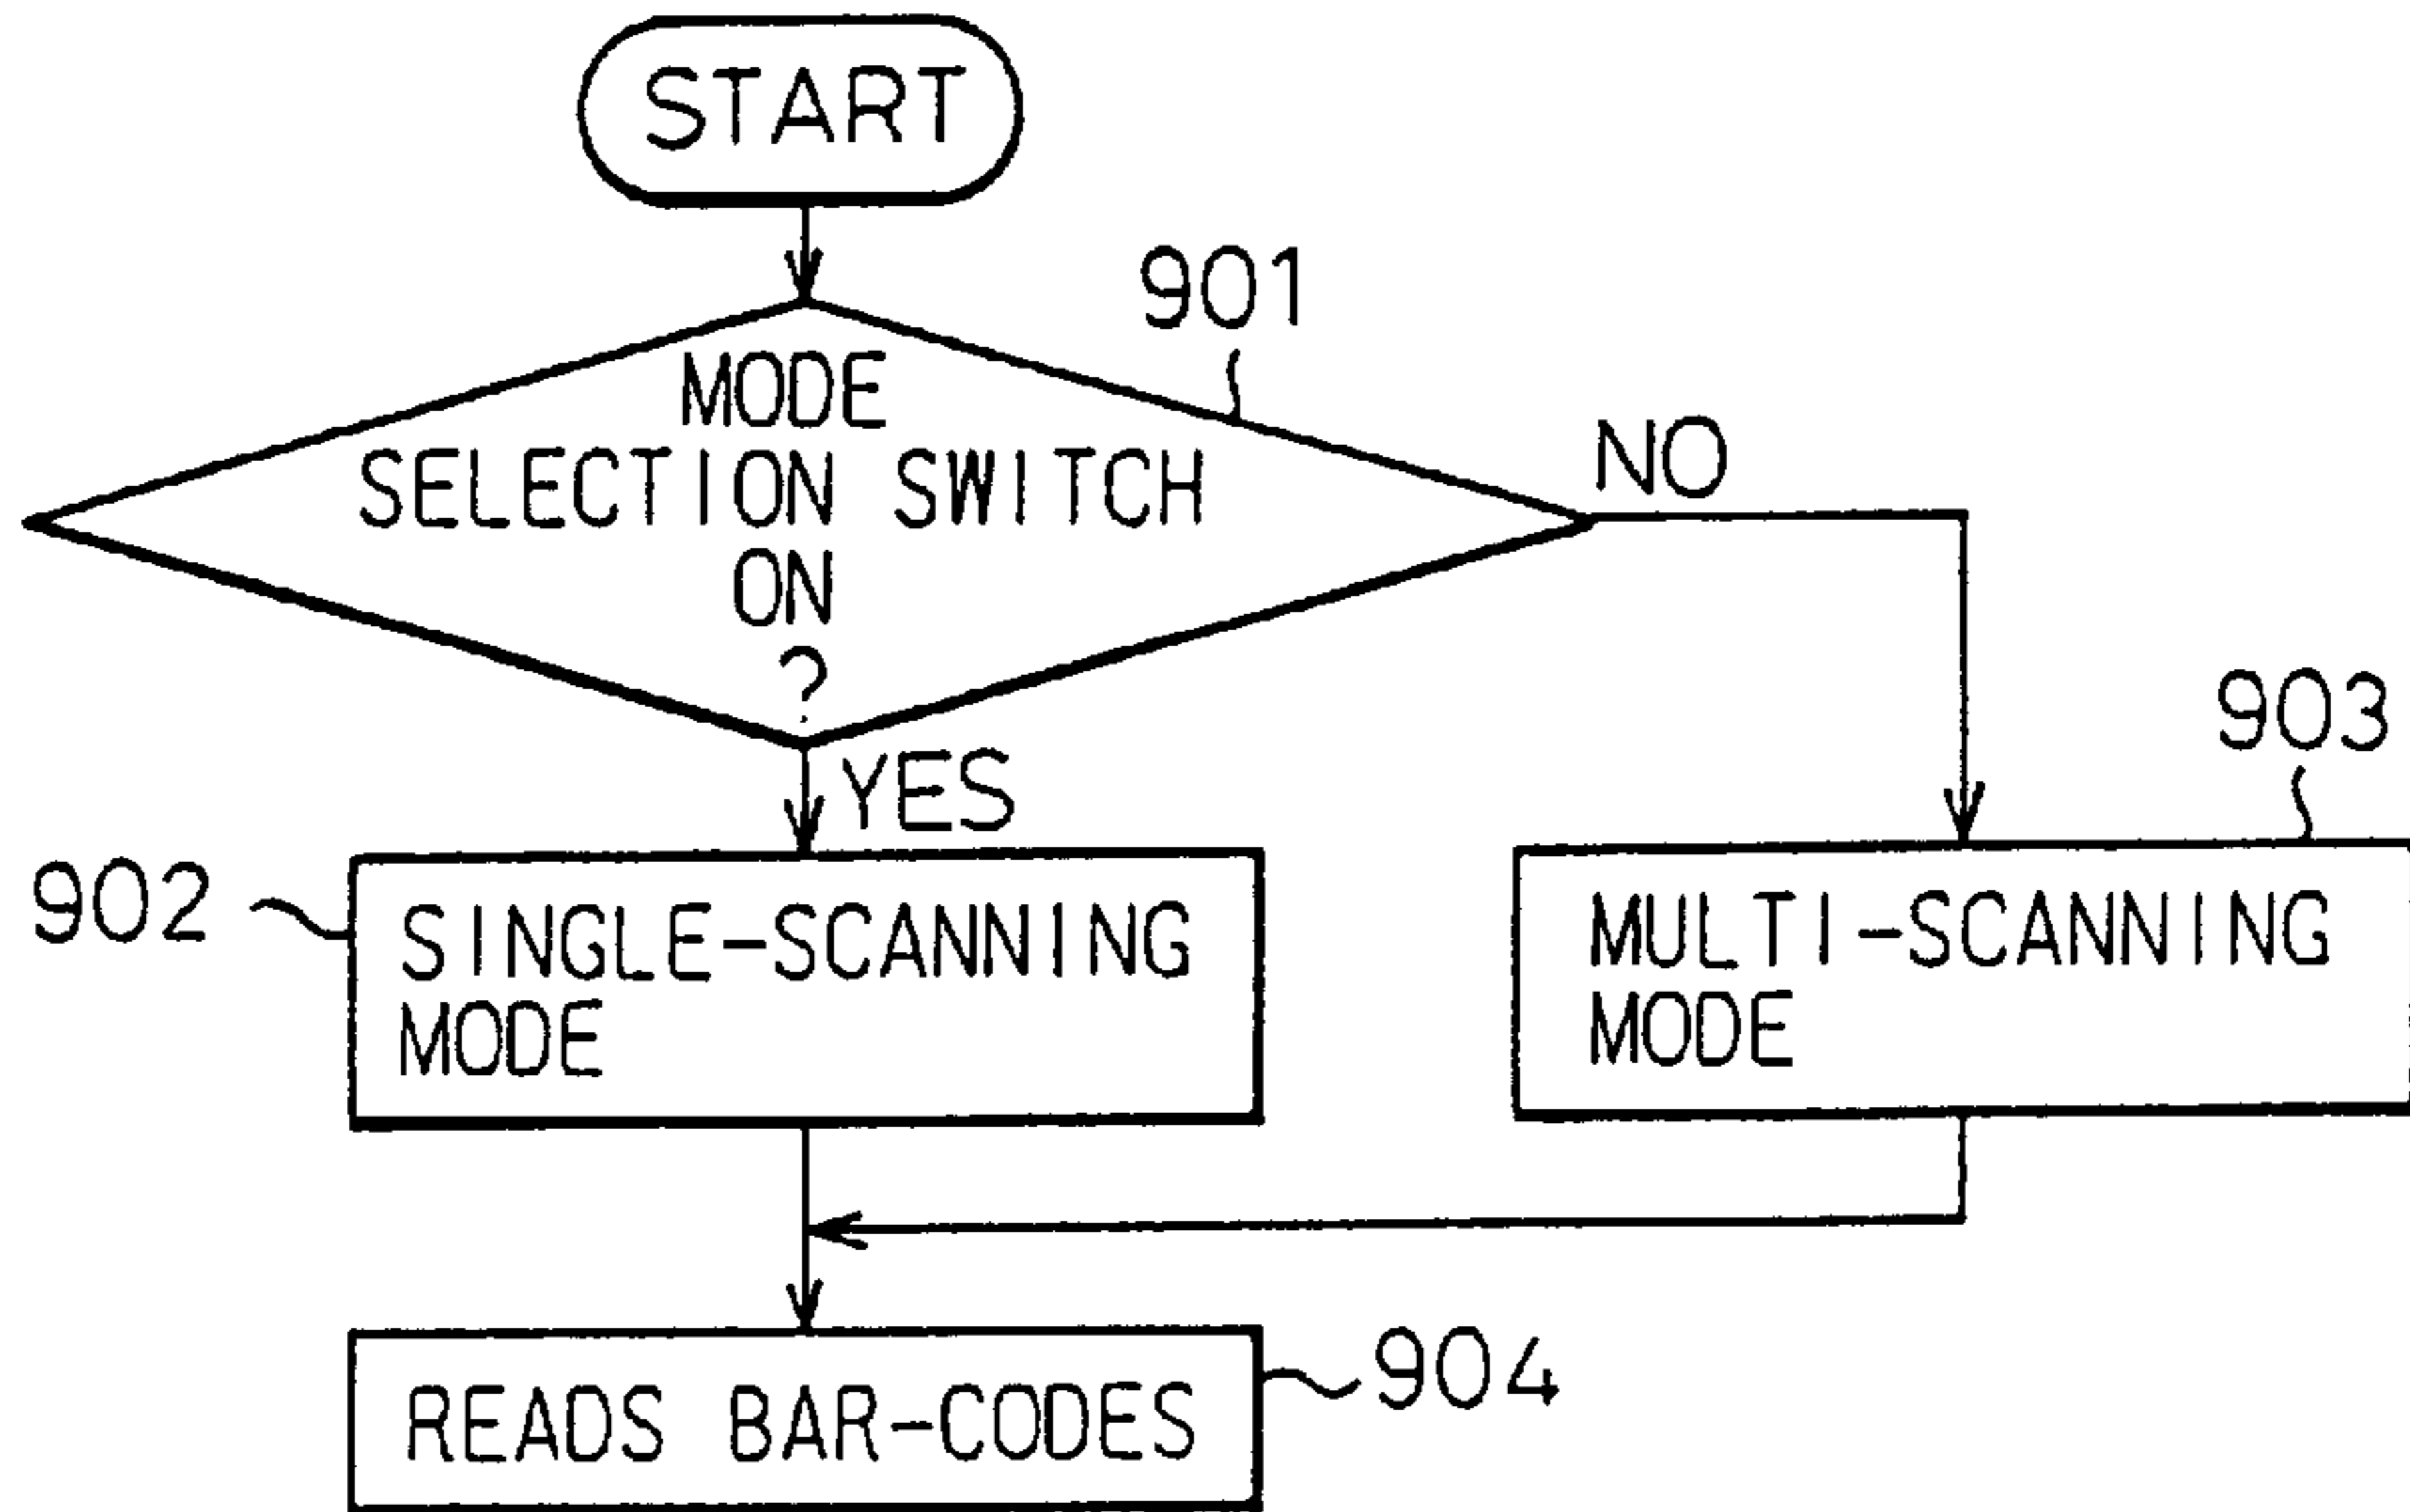 START
901
MODE
SELECTION SWITCH
ON
?
NO
YES
903
902
SINGLE-SCANNING
MODE
MULTI-SCANNING
MODE
READS BAR-CODES
904